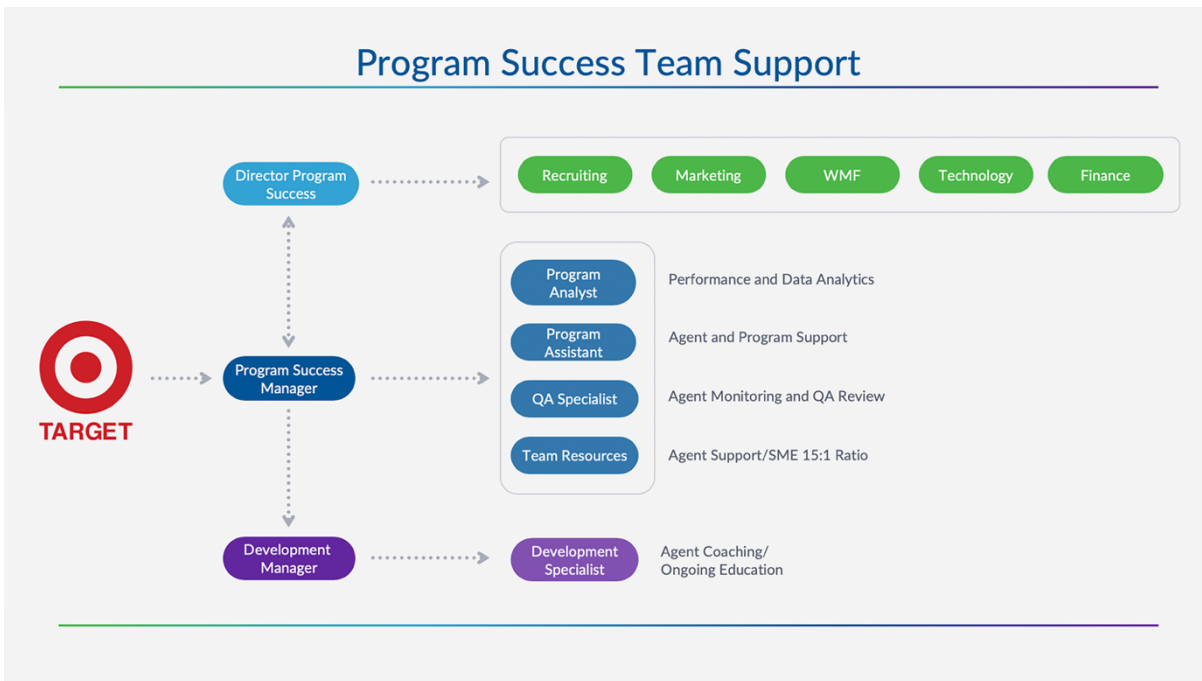 Program Success Team Support
Director Program
Success
Recruiting
Marketing
WMF
Technology
Finance
Program
Analyst
Performance and Data Analytics
Program
Assistant
Agent and Program Support
TARGET
Program Success
Manager
QA Specialist
Agent Monitoring and QA Review
Team Resources
Agent Support/SME 15:1 Ratio
Development
Manager
Development
Specialist
Agent Coaching/
Ongoing Education